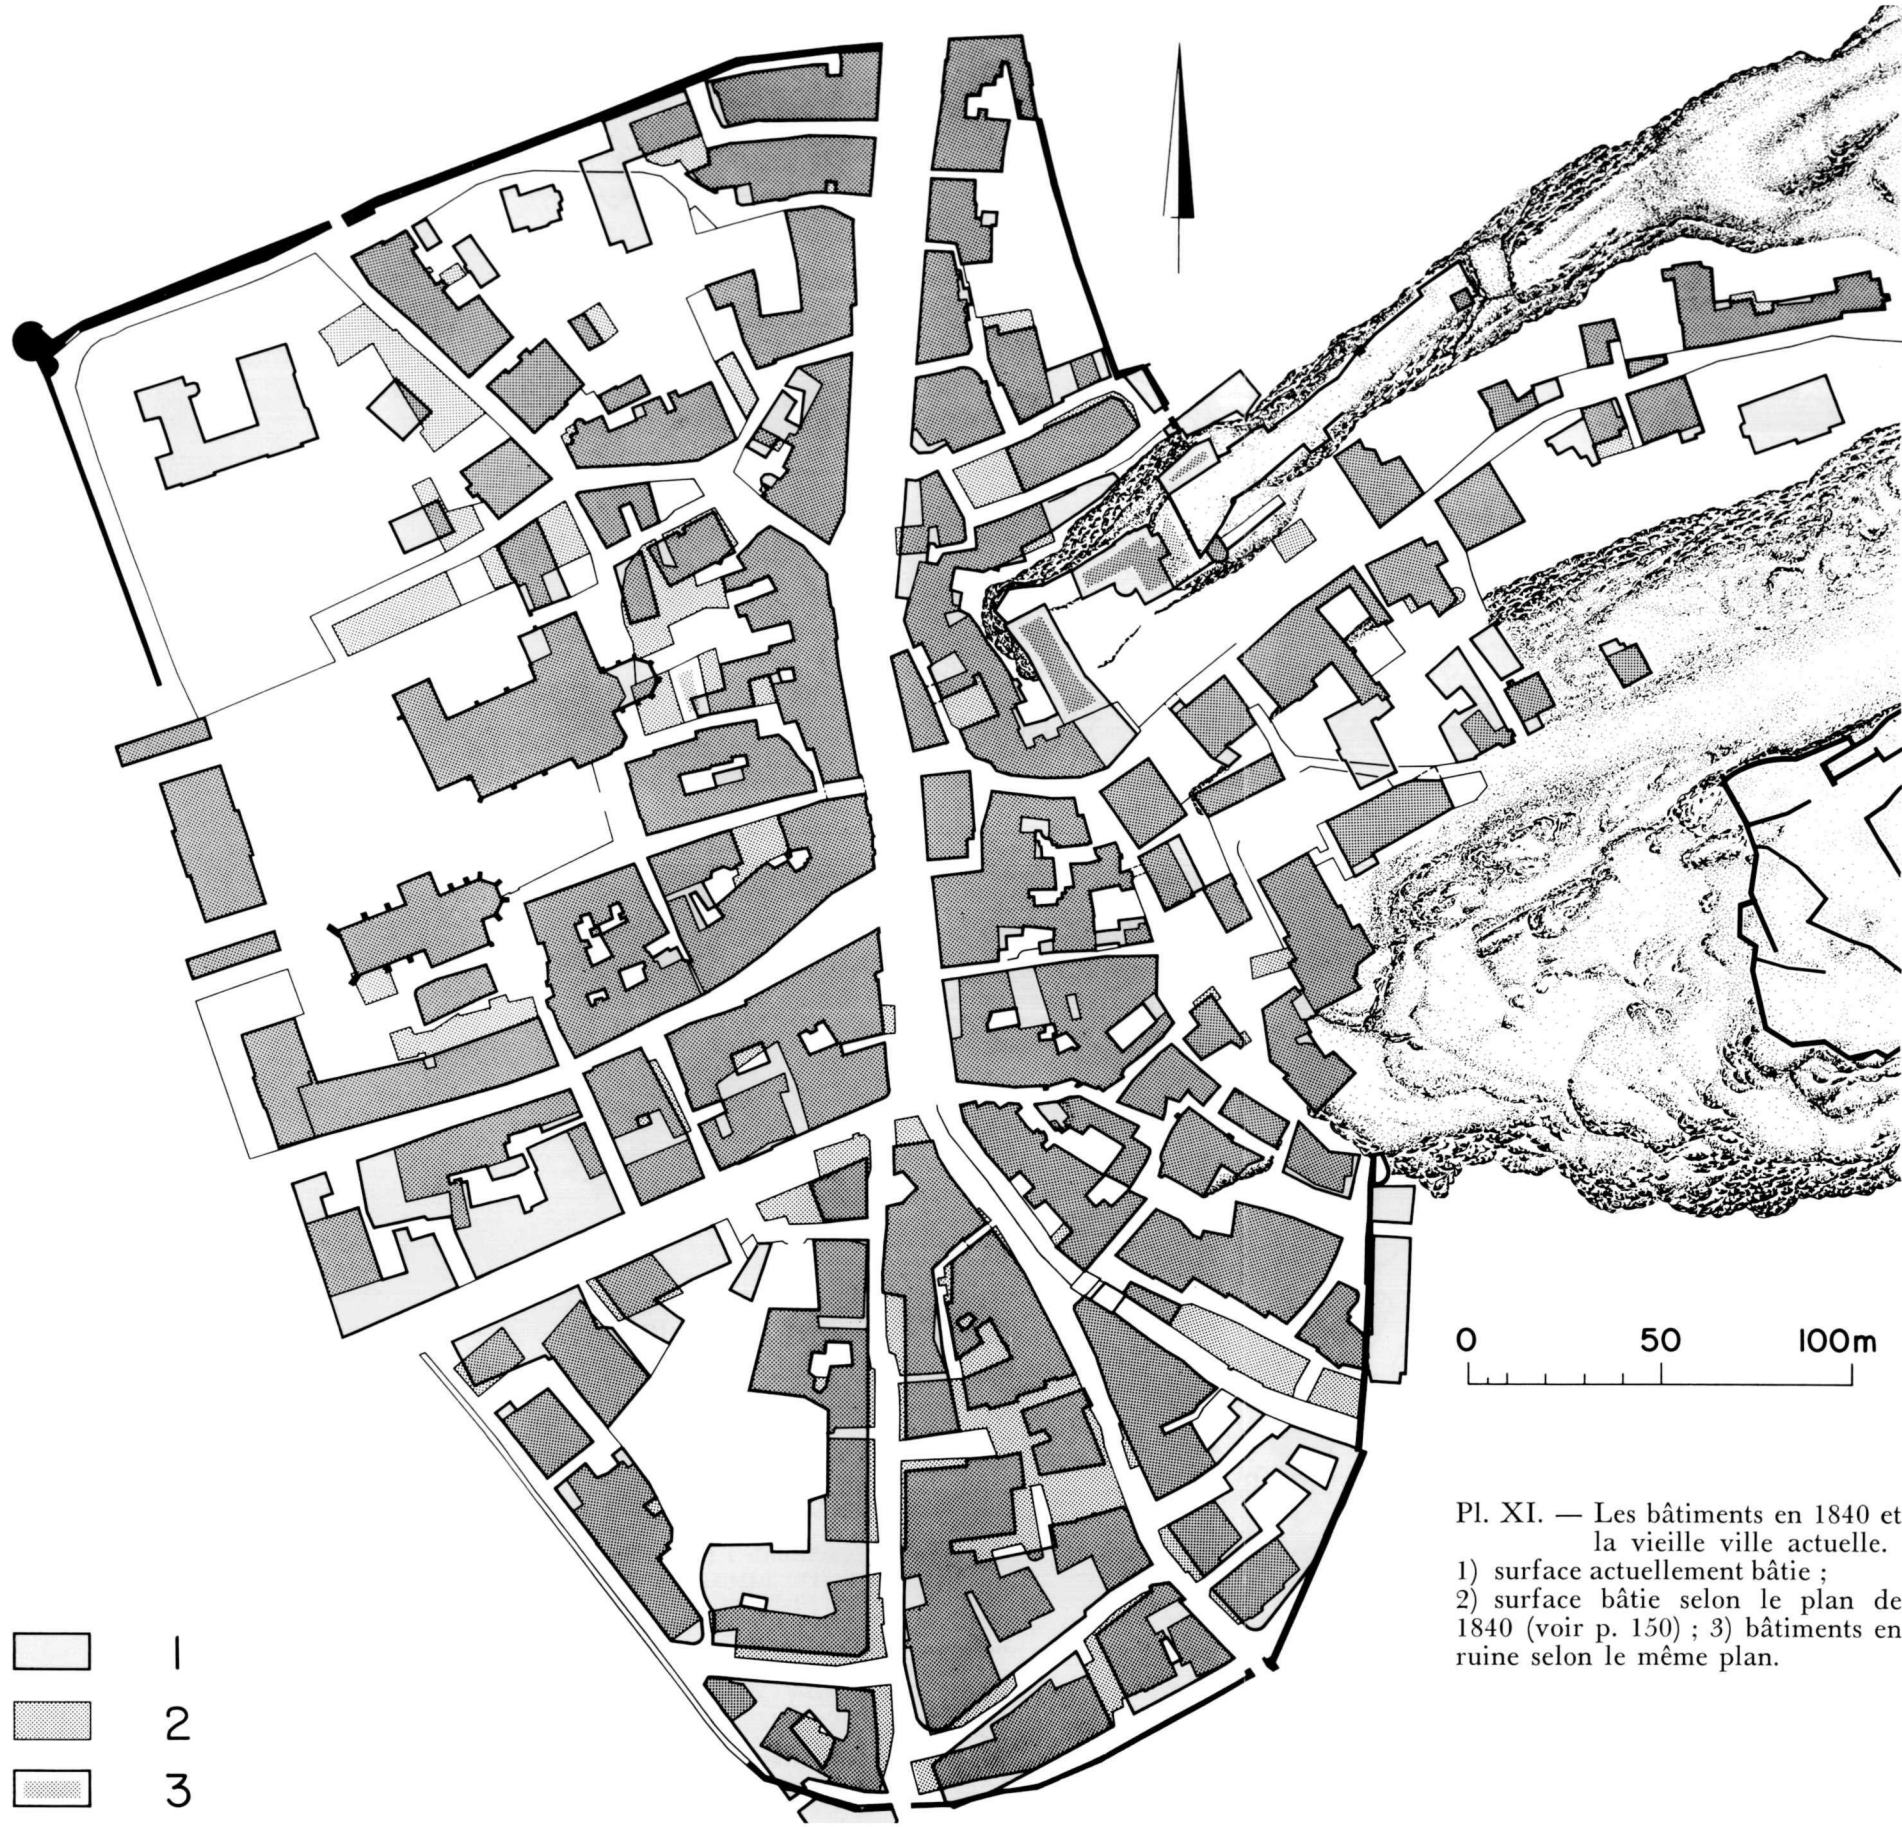 0 50 100m
Pl. XI. — Les bâtiments en 1840 et
la vieille ville actuelle.
1) surface actuellement bâtie ;
2) surface bâtie selon le plan de
1840 (voir p. 150) ; 3) bâtiments en
ruine selon le même plan.
1
2
3